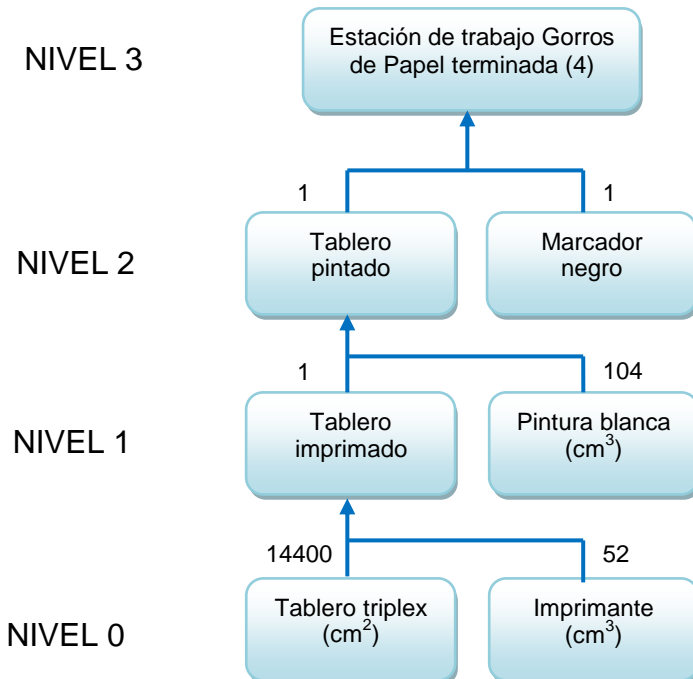 NIVEL 3
Estación de trabajo Gorros
de Papel terminada (4)
1
1
NIVEL 2
Tablero
pintado
Marcador
negro
1
104
NIVEL 1
Tablero
imprimado
Pintura blanca
(cm³)
14400
52
NIVEL 0
Tablero triplex
(cm²)
Imprimante
(cm³)